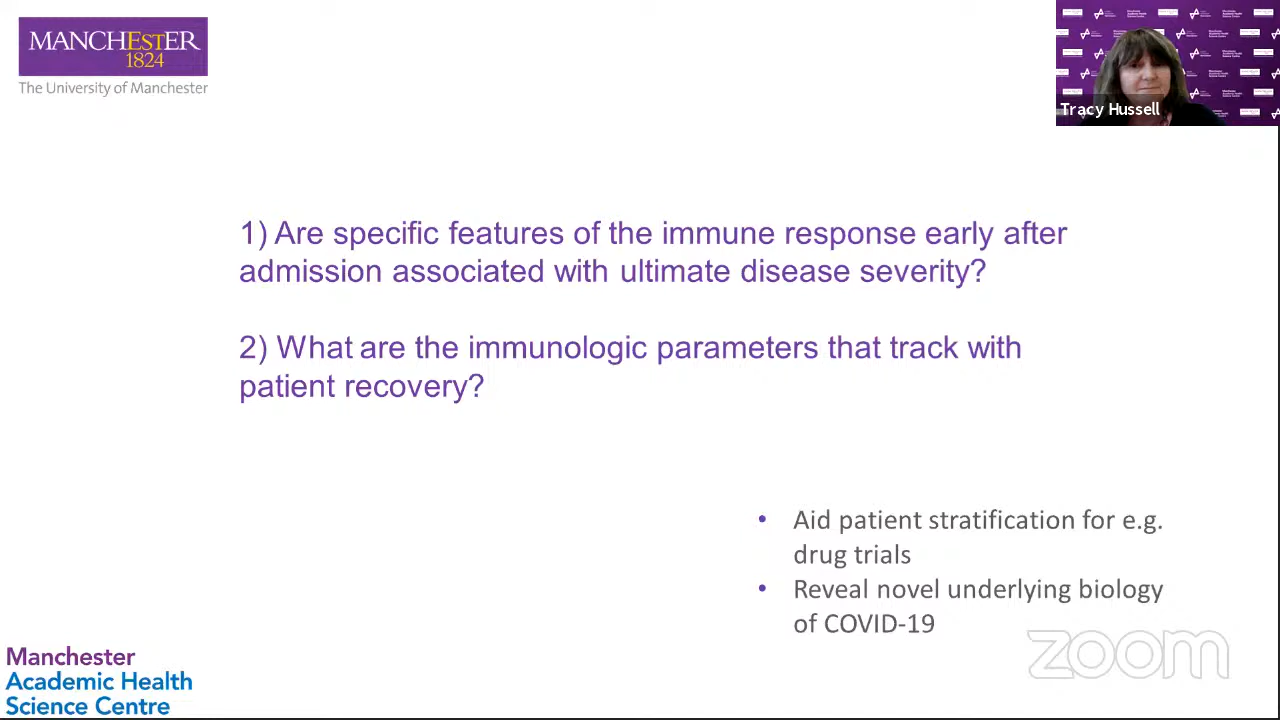 MANCHESTER
1824
The University of Manchester
Tracy Hussell
1) Are specific features of the immune response early after
admission associated with ultimate disease severity?
2) What are the immunologic parameters that track with
patient recovery?
• Aid patient stratification for e.g.
drug trials
• Reveal novel underlying biology
of COVID-19
zoom
Manchester
Academic Health
Science Centre